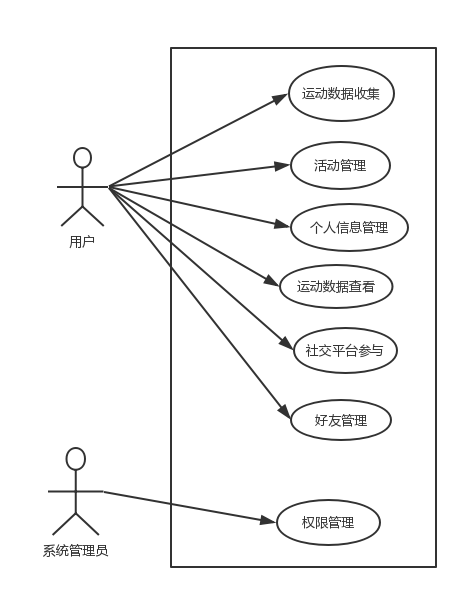 运动数据收集
活动管理
个人信息管理
用户
运动数据查看
社交平台参与
好友管理
权限管理
系统管理员